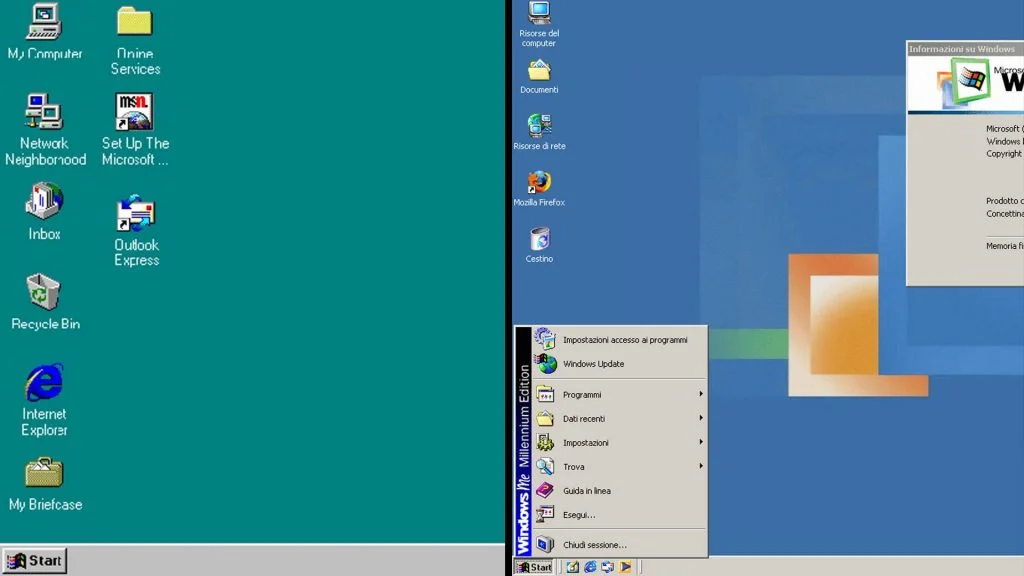 My Computer
Online
Services
msn.
Network
Neighborhood
Set Up The
Microsoft ...
Inbox
Outlook
Express
Recycle Bin
Internet
Explorer
My Briefcase
Start
Risorse del
computer
Documenti
Risorse di rete
Mozilla Firefox
Cestino
Informazioni su Windows
Microso
W
Microsoft (
Windows
Copyright
Prodotto c
Concettina
Memoria fi
Impostazioni accesso ai programmi
Windows Update
Programmi
Dati recenti
Impostazioni
Trova
Guida in linea
Esegui...
Chiudi sessione...
Windows Me Millennium Edition
Start